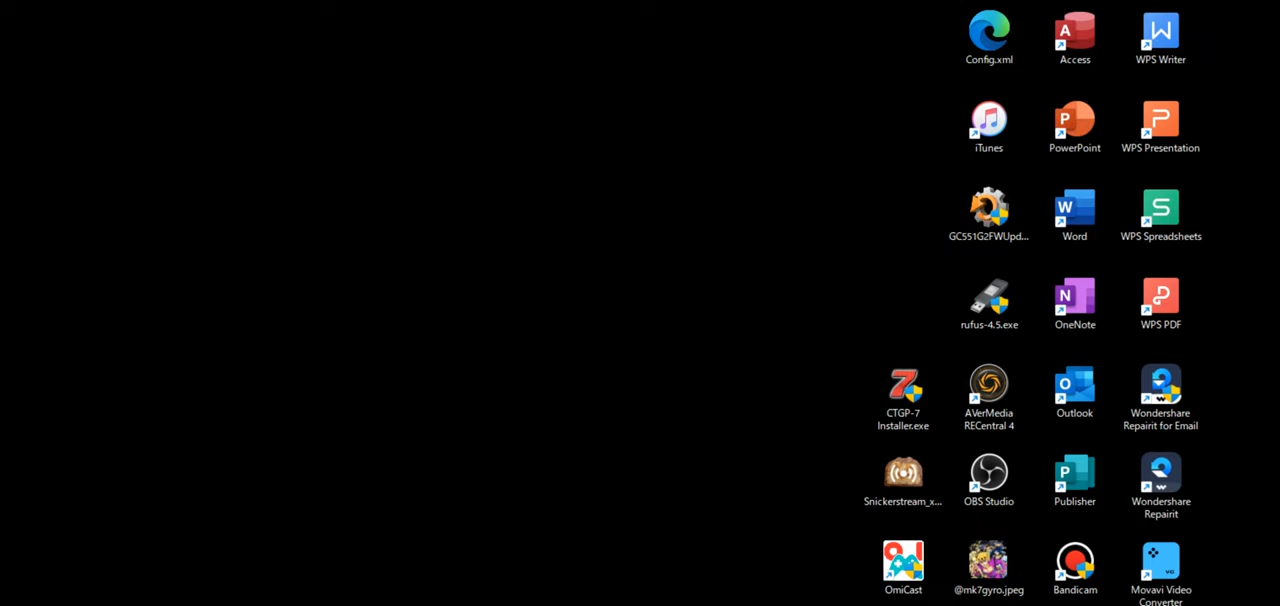 Config.xml
Access
WPS Writer
iTunes
PowerPoint
WPS Presentation
GC551G2FWUpd...
Word
WPS Spreadsheets
rufus-4.5.exe
OneNote
WPS PDF
CTGP-7
Installer.exe
AVerMedia
RECentral 4
Outlook
Wondershare
Repairit for Email
Snickerstream_x...
OBS Studio
Publisher
Wondershare
Repairit
OmiCast
@mk7gyro.jpeg
Bandicam
Movavi Video
Converter